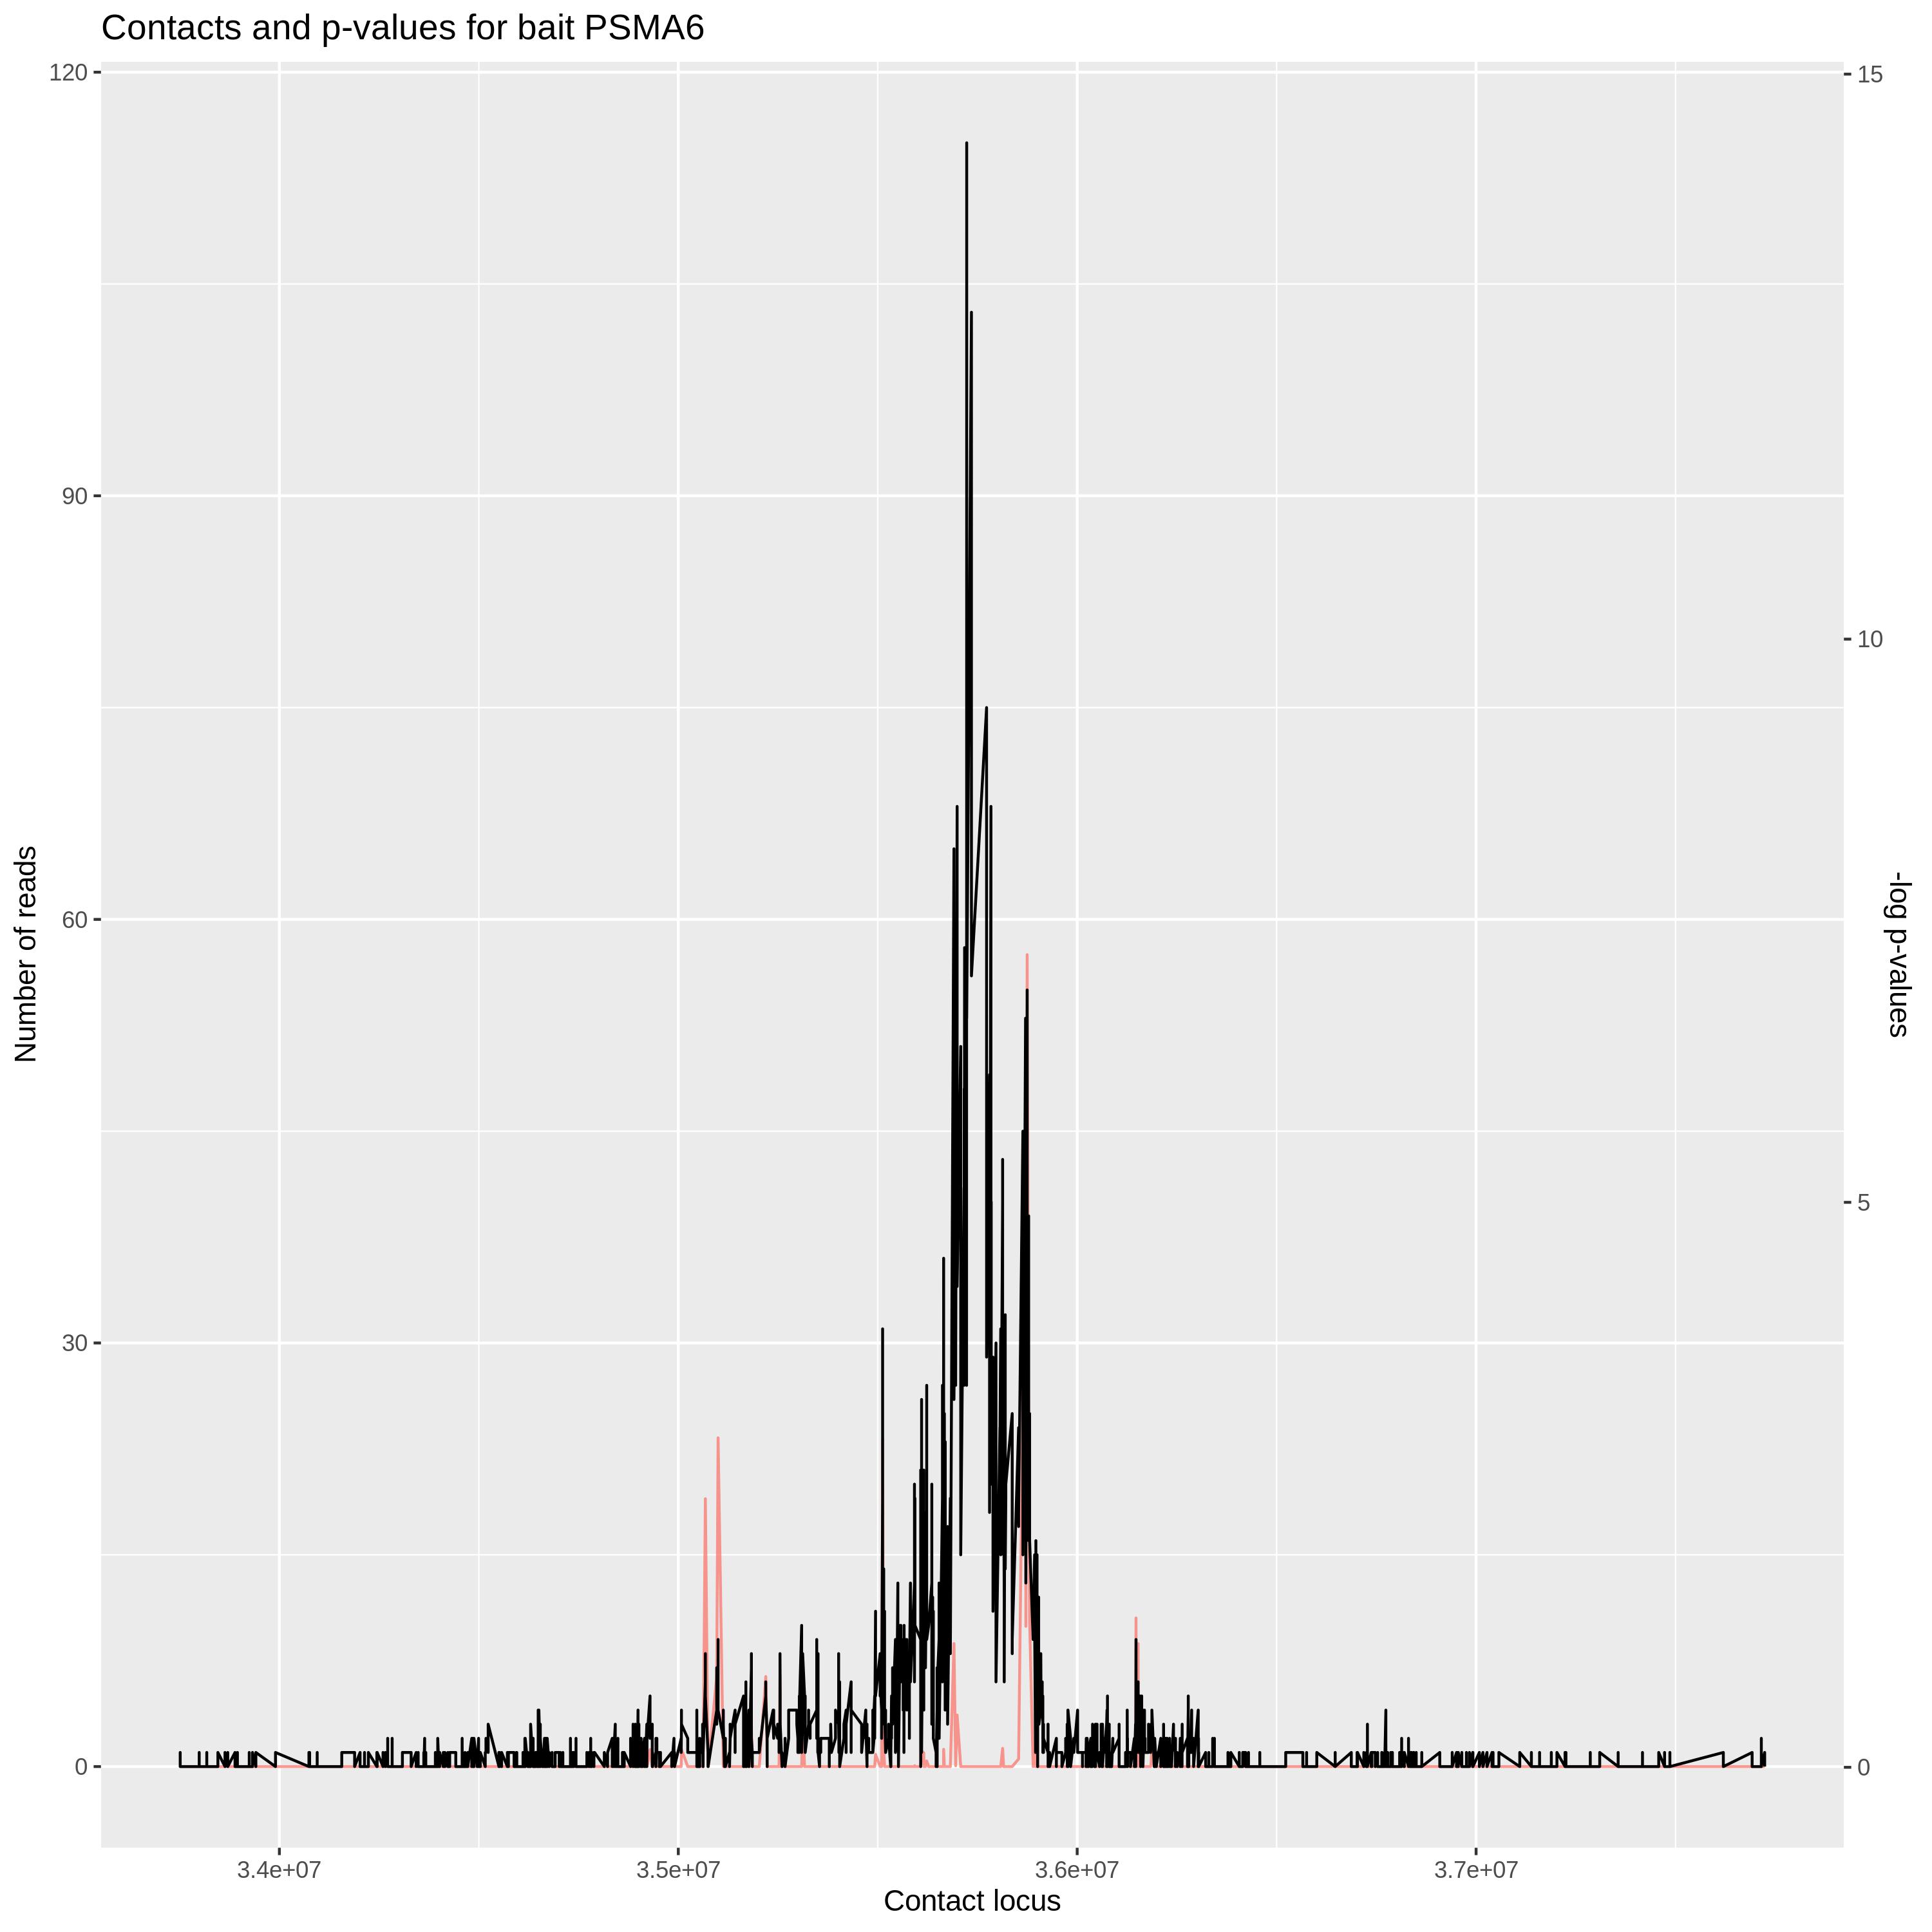 Contacts and p-values for bait PSMA6
120
90
60
30
0
15
10
5
0
Number of reads
-log p-values
3.4e+07
3.5e+07
3.6e+07
3.7e+07
Contact locus